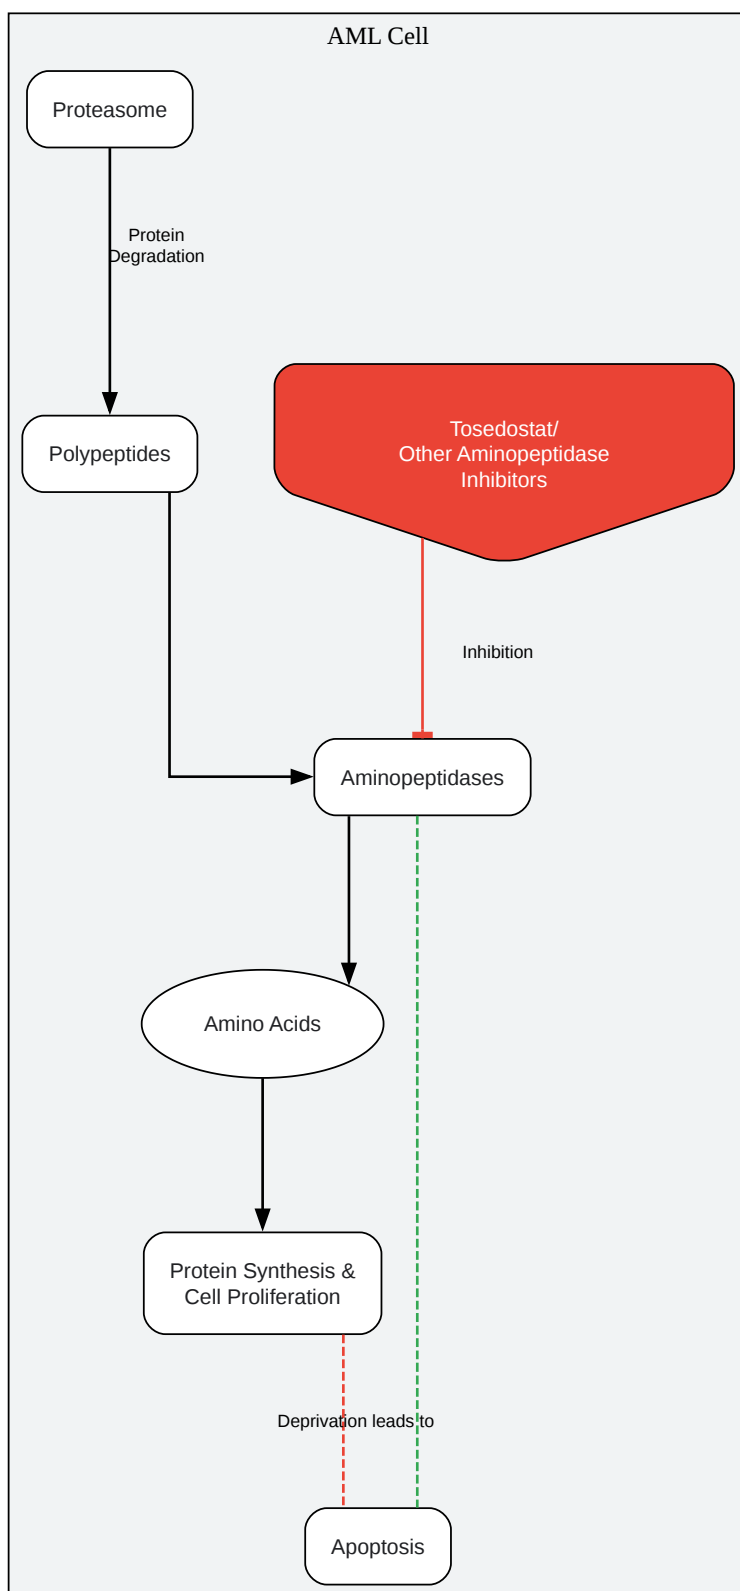 AML Cell
Proteasome
Protein
Degradation
Polypeptides
Tosedostat/
Other Aminopeptidase
Inhibitors
Inhibition
Aminopeptidases
Amino Acids
Protein Synthesis &
Cell Proliferation
Deprivation leads to
Apoptosis